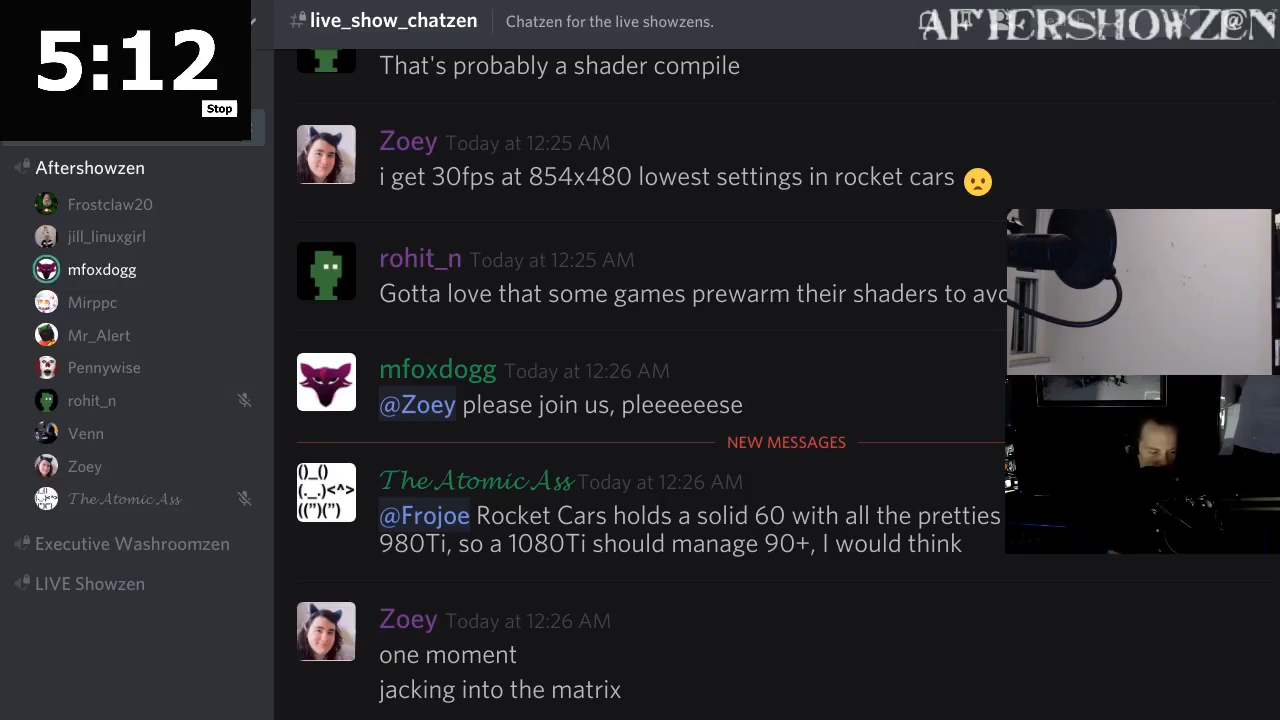 5:12
Stop
live_show_chatzen
Chatzen for the live showzens.
AFTERSHOWZEN
Aftershowzen
Frostclaw20
jill_linuxgirl
mfoxdogg
Mirppc
Mr_Alert
Pennywise
rohit_n
Venn
Zoey
The Atomic Ass
Executive Washroomzen
LIVE Showzen
That's probably a shader compile
Zoey Today at 12:25 AM
i get 30fps at 854x480 lowest settings in rocket cars
rohit_n Today at 12:25 AM
Gotta love that some games prewarm their shaders to avo
mfoxdogg Today at 12:26 AM
@Zoey please join us, pleeeeeese
NEW MESSAGES
The Atomic Ass Today at 12:26 AM
@Frojoe Rocket Cars holds a solid 60 with all the pretties
980Ti, so a 1080Ti should manage 90+, I would think
Zoey Today at 12:26 AM
one moment
jacking into the matrix